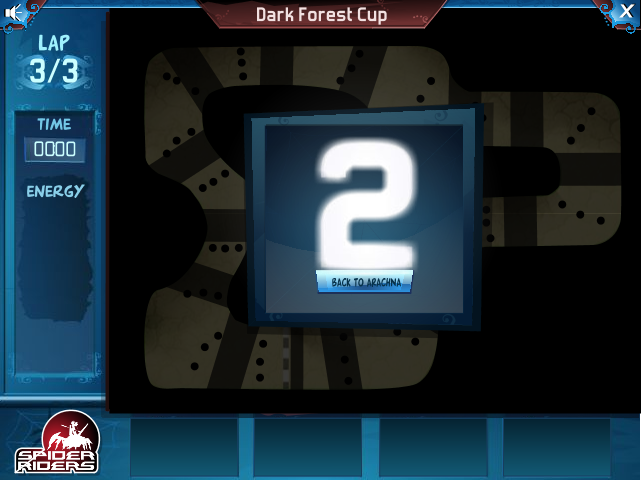 Dark Forest Cup
X
LAP
3/3
TIME
0000
ENERGY
2
BACK TO ARACHNA
SPIDER
RIDERS